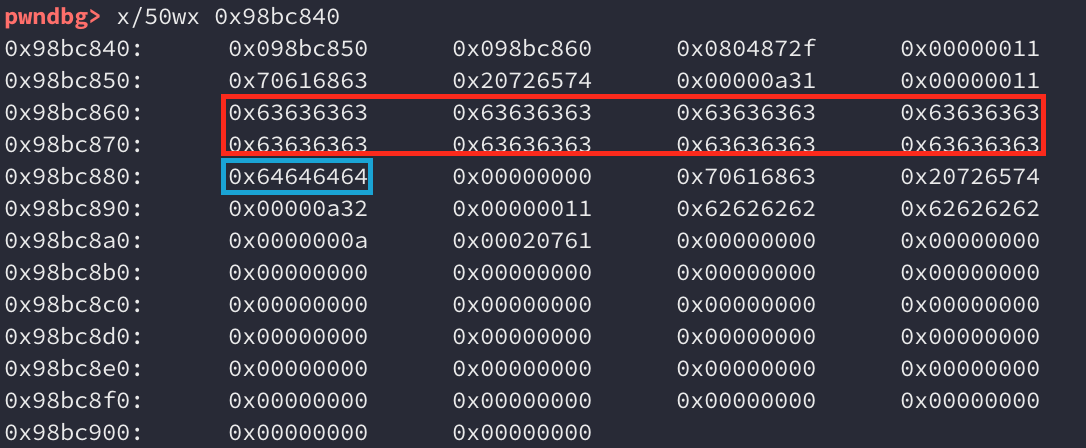 pwndbg> x/50wx 0x98bc840
0x98bc840: 0x098bc850 0x098bc860 0x0804872f 0x00000011
0x98bc850: 0x70616863 0x20726574 0x00000a31 0x00000011
0x98bc860: 0x63636363 0x63636363 0x63636363 0x63636363
0x98bc870: 0x63636363 0x63636363 0x63636363 0x63636363
0x98bc880: 0x64646464 0x00000000 0x70616863 0x20726574
0x98bc890: 0x00000a32 0x00000011 0x62626262 0x62626262
0x98bc8a0: 0x0000000a 0x00020761 0x00000000 0x00000000
0x98bc8b0: 0x00000000 0x00000000 0x00000000 0x00000000
0x98bc8c0: 0x00000000 0x00000000 0x00000000 0x00000000
0x98bc8d0: 0x00000000 0x00000000 0x00000000 0x00000000
0x98bc8e0: 0x00000000 0x00000000 0x00000000 0x00000000
0x98bc8f0: 0x00000000 0x00000000 0x00000000 0x00000000
0x98bc900: 0x00000000 0x00000000